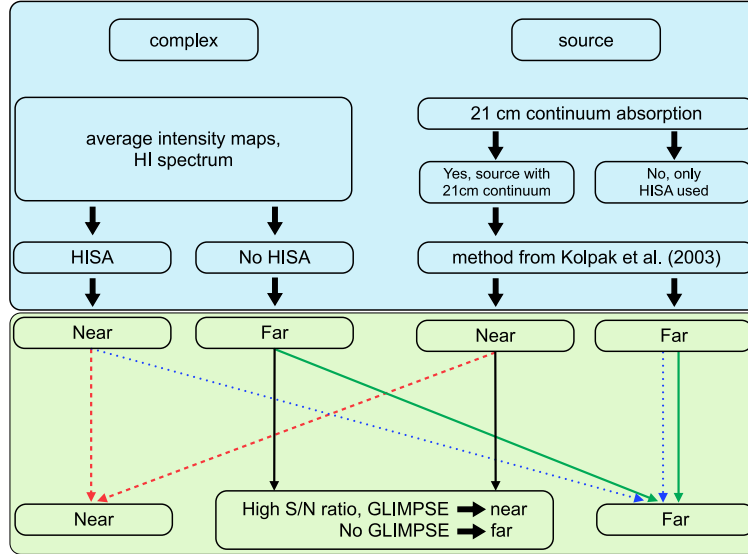 complex
source
average intensity maps,
HI spectrum
21 cm continuum absorption
Yes, source with
21cm continuum
No, only
HISA used
HISA
No HISA
method from Kolpak et al. (2003)
Near
Far
Near
Far
Near
High S/N ratio, GLIMPSE near
No GLIMPSE far
Far